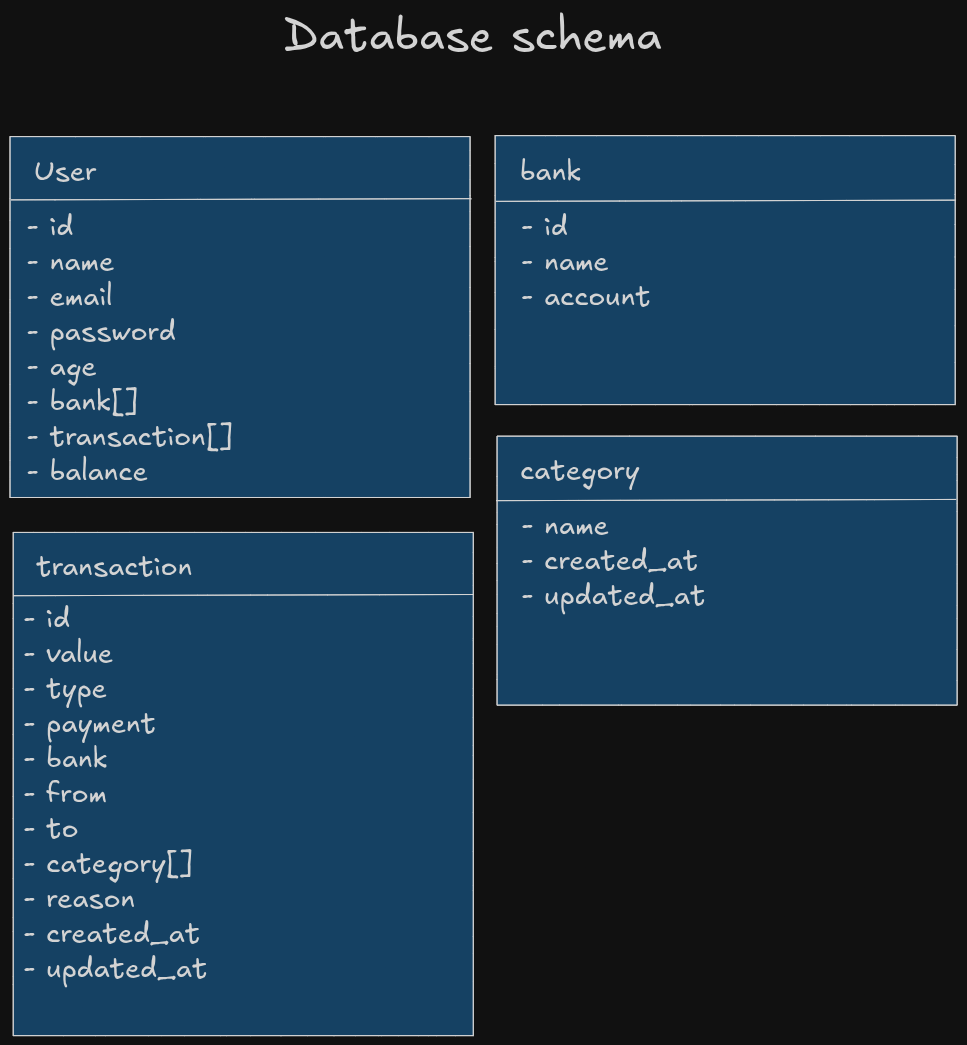 Database schema
User
- id
- name
- email
- password
- age
- bank[]
- transaction[]
- balance
bank
- id
- name
- account
category
- name
- created_at
- updated_at
transaction
- id
- value
- type
- payment
- bank
- from
- to
- category[]
- reason
- created_at
- updated_at